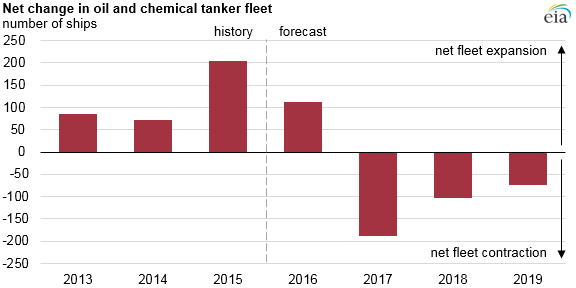 Net change in oil and chemical tanker fleet
number of ships
eia
history
forecast
250
200
150
100
50
0
-50
-100
-150
-200
-250
net fleet expansion
net fleet contraction
2013 2014 2015 2016 2017 2018 2019